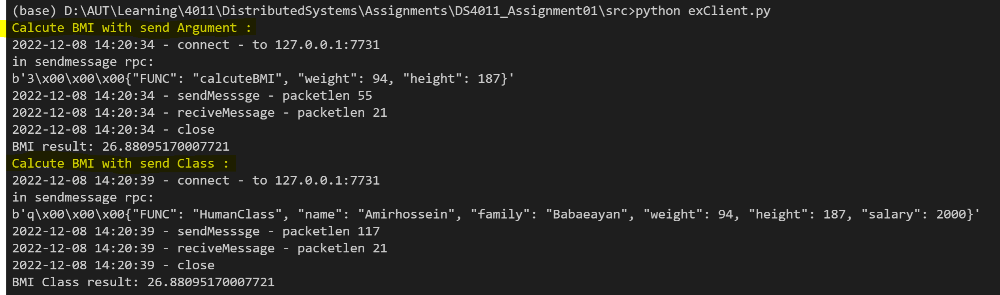 (base) D:\AUT\Learning\4011\DistributedSystems\Assignments\DS4011_Assignment01\src>python exClient.py
Calcute BMI with send Argument :
2022-12-08 14:20:34 - connect - to 127.0.0.1:7731
in sendmessage rpc:
b'3\x00\x00\x00{"FUNC": "calcuteBMI", "weight": 94, "height": 187}'
2022-12-08 14:20:34 - sendMesssge - packetlen 55
2022-12-08 14:20:34 - reciveMessage - packetlen 21
2022-12-08 14:20:34 - close
BMI result: 26.88095170007721
Calcute BMI with send Class :
2022-12-08 14:20:39 - connect - to 127.0.0.1:7731
in sendmessage rpc:
b'q\x00\x00\x00{"FUNC": "HumanClass", "name": "Amirhossein", "family": "Babaeayan", "weight": 94, "height": 187, "salary": 2000}'
2022-12-08 14:20:39 - sendMesssge - packetlen 117
2022-12-08 14:20:39 - reciveMessage - packetlen 21
2022-12-08 14:20:39 - close
BMI Class result: 26.88095170007721